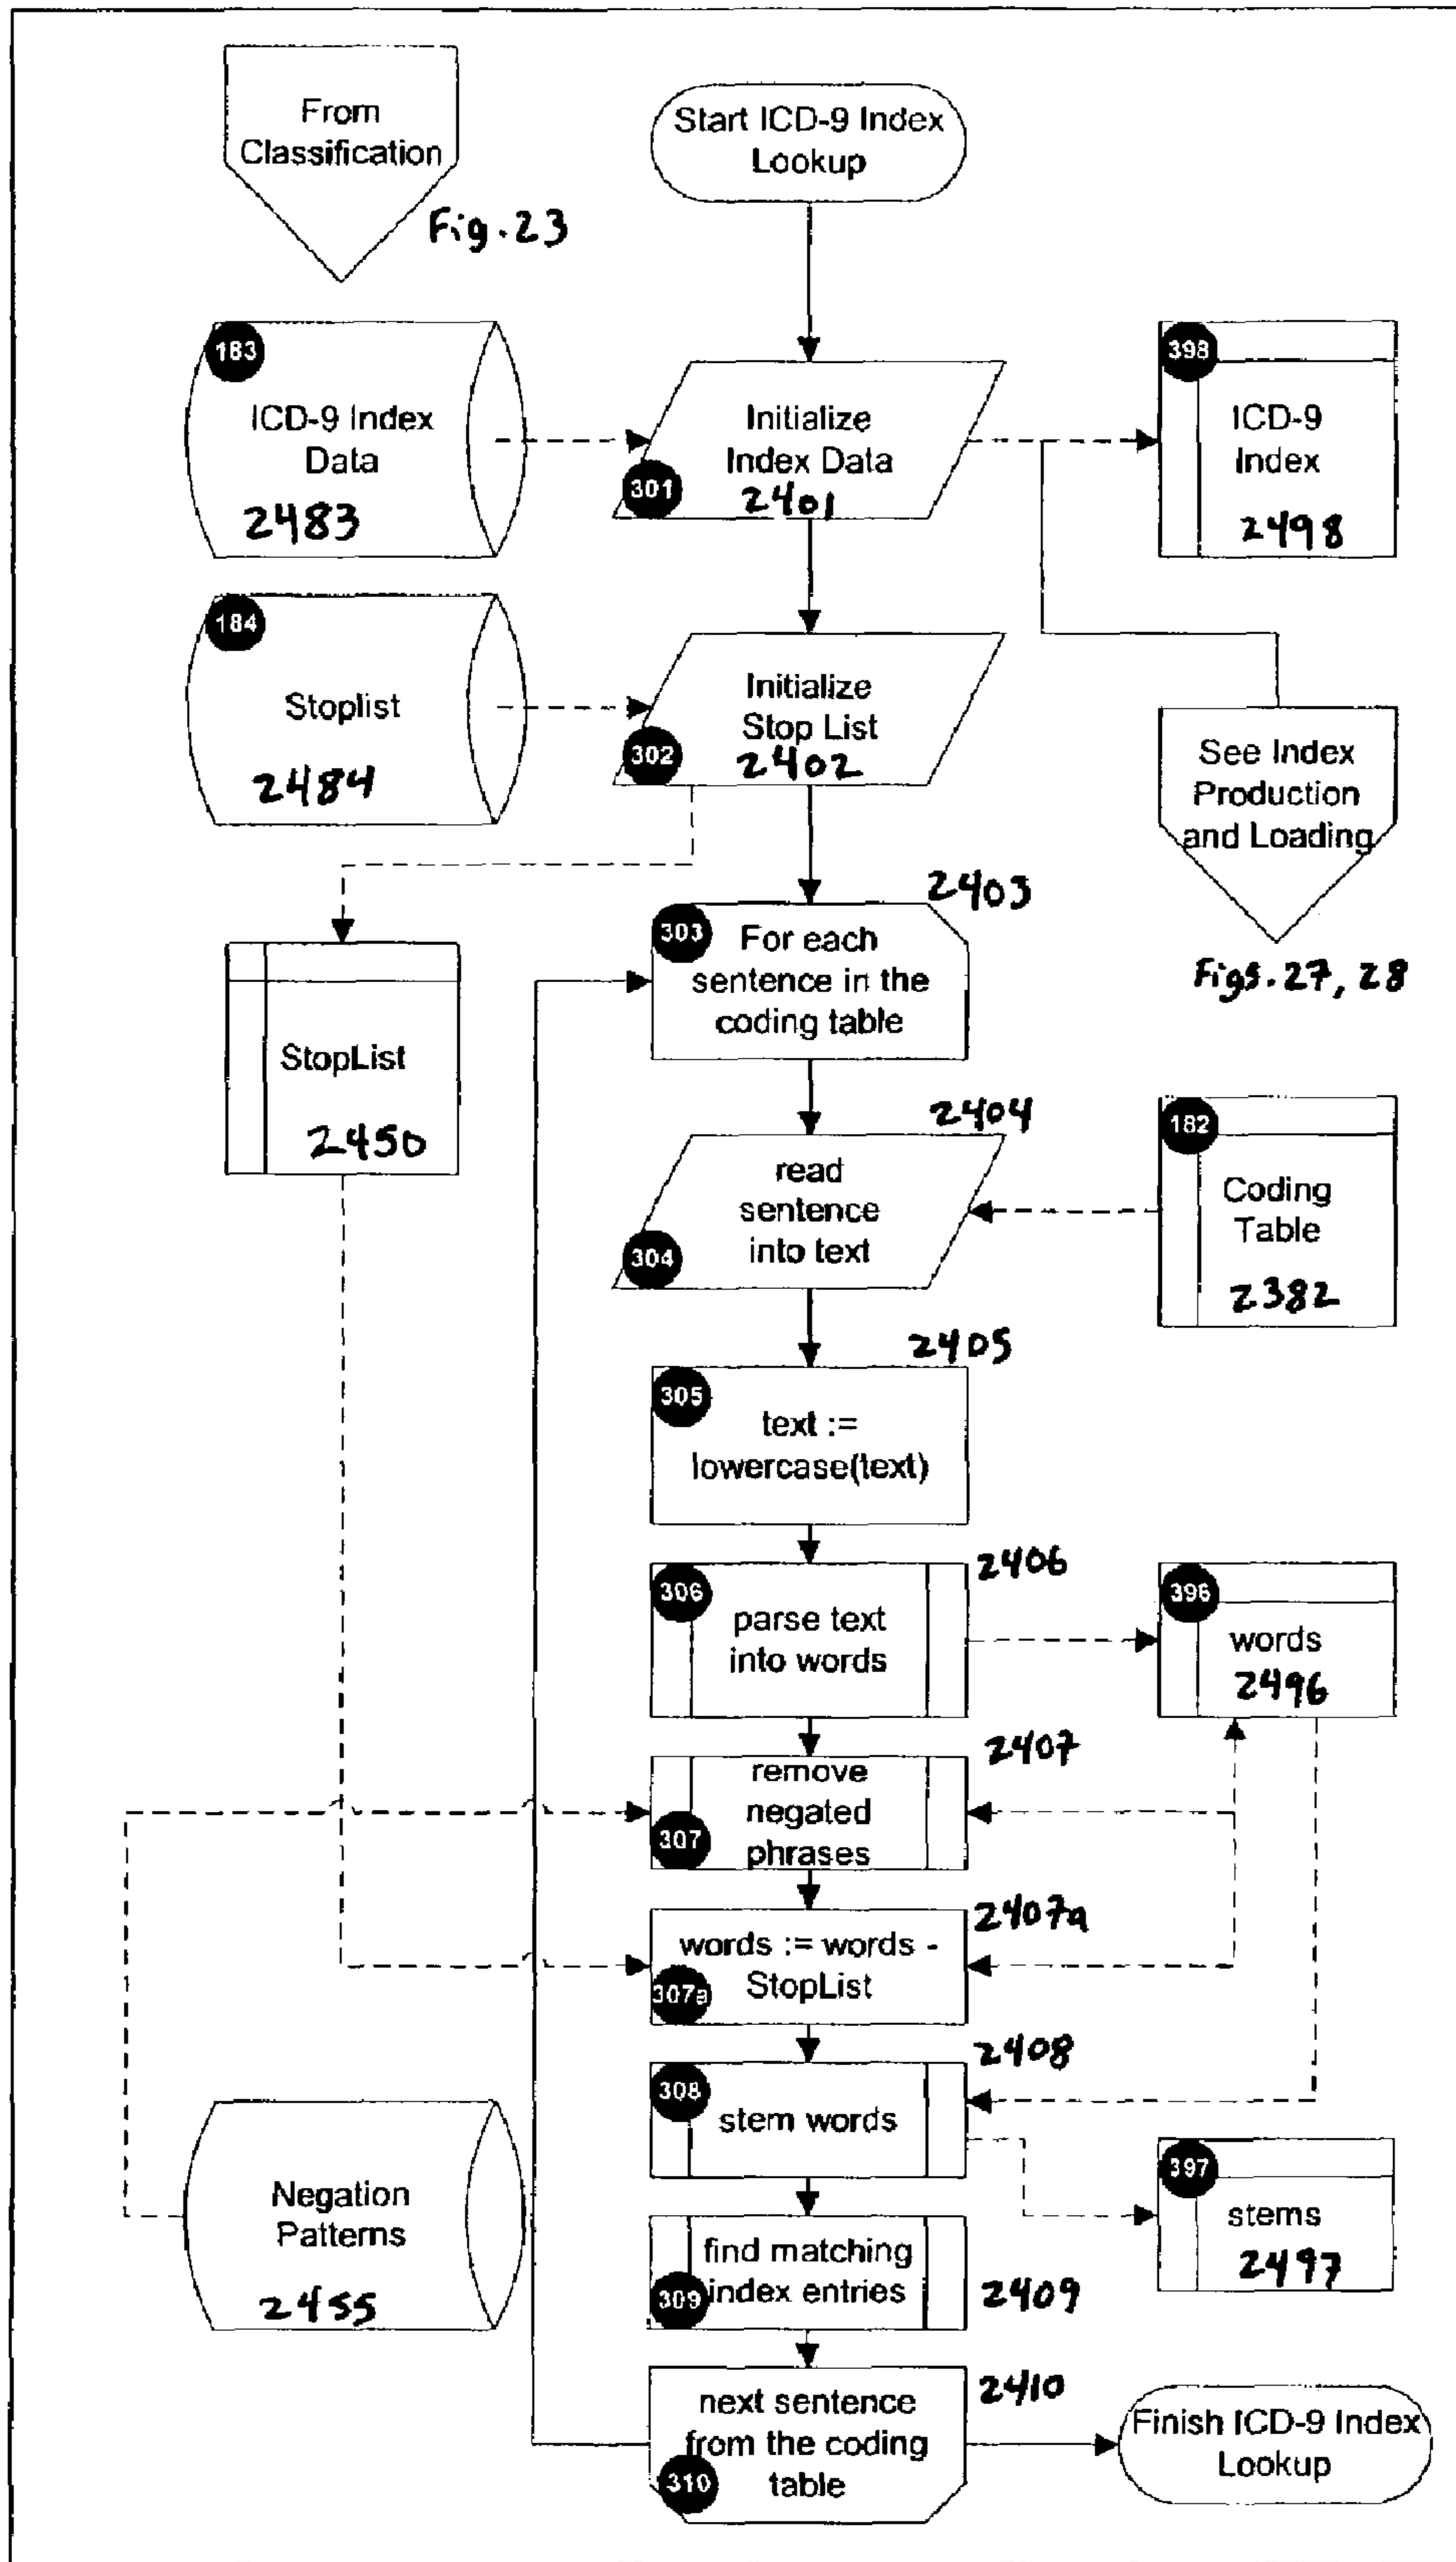 From
Classification
Fig. 23
Start ICD-9 Index
Lookup
183
ICD-9 Index
Data
2483
Initialize
Index Data
301
2401
398
ICD-9
Index
2498
184
Stoplist
2484
Initialize
Stop List
302
2402
See Index
Production
and Loading
Figs. 27, 28
2403
303
For each
sentence in the
coding table
StopList
2450
2404
read
sentence
into text
304
182
Coding
Table
2382
2405
305
text :=
lowercase(text)
2406
306
parse text
into words
396
words
2496
2407
remove
negated
phrases
307
2407a
words := words -
StopList
307a
2408
308
stem words
397
stems
2497
Negation
Patterns
2455
find matching
index entries
309
2409
2410
next sentence
from the coding
table
310
Finish ICD-9 Index
Lookup